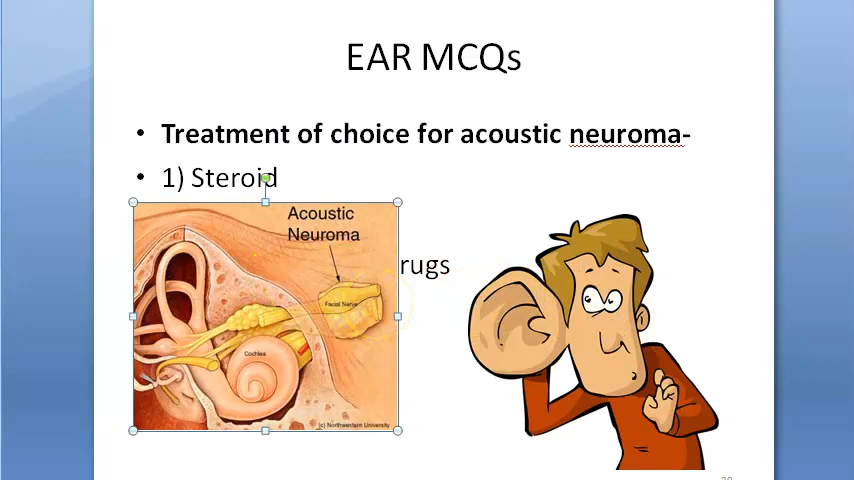 EAR MCQs
• Treatment of choice for acoustic neuroma-
• 1) Steroid
rugs
Acoustic
Neuroma
Facial Nerve
Cochlea
(c) Northwestern University